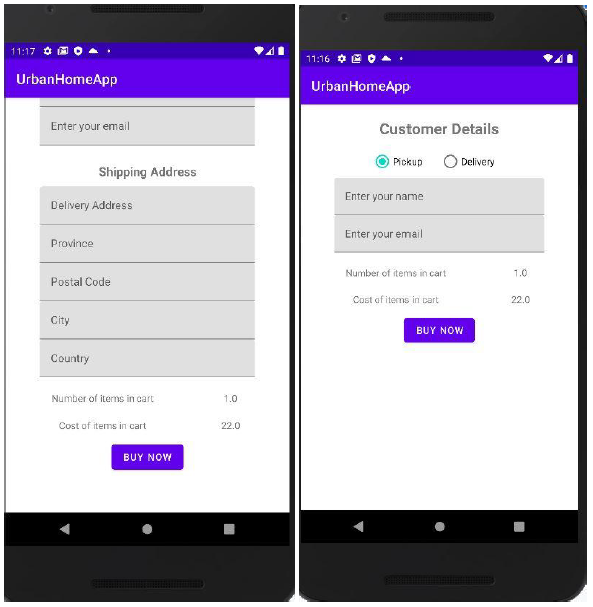 11:17
UrbanHomeApp
Enter your email
Shipping Address
Delivery Address
Province
Postal Code
City
Country
Number of items in cart 1.0
Cost of items in cart 22.0
BUY NOW
11:16
UrbanHomeApp
Customer Details
Pickup Delivery
Enter your name
Enter your email
Number of items in cart 1.0
Cost of items in cart 22.0
BUY NOW